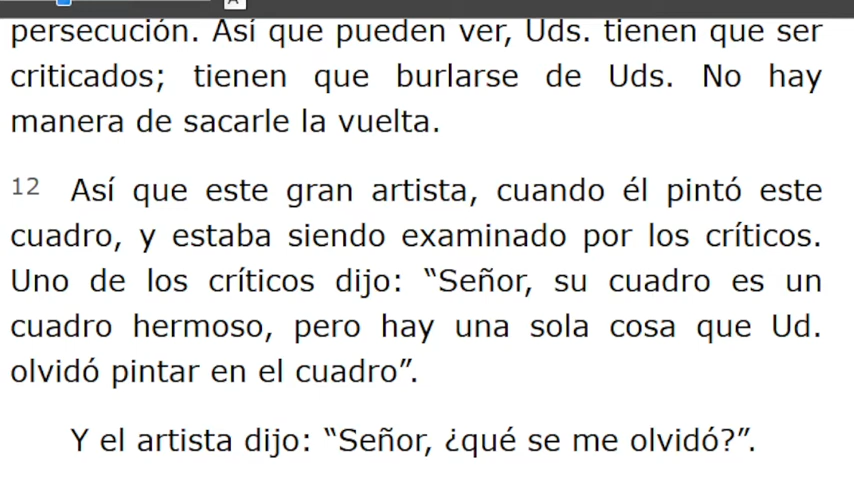 persecución. Así que pueden ver, Uds. tienen que ser
criticados; tienen que burlarse de Uds. No hay
manera de sacarle la vuelta.
12 Así que este gran artista, cuando él pintó este
cuadro, y estaba siendo examinado por los críticos.
Uno de los críticos dijo: “Señor, su cuadro es un
cuadro hermoso, pero hay una sola cosa que Ud.
olvidó pintar en el cuadro”.
Y el artista dijo: “Señor, ¿qué se me olvidó?”.